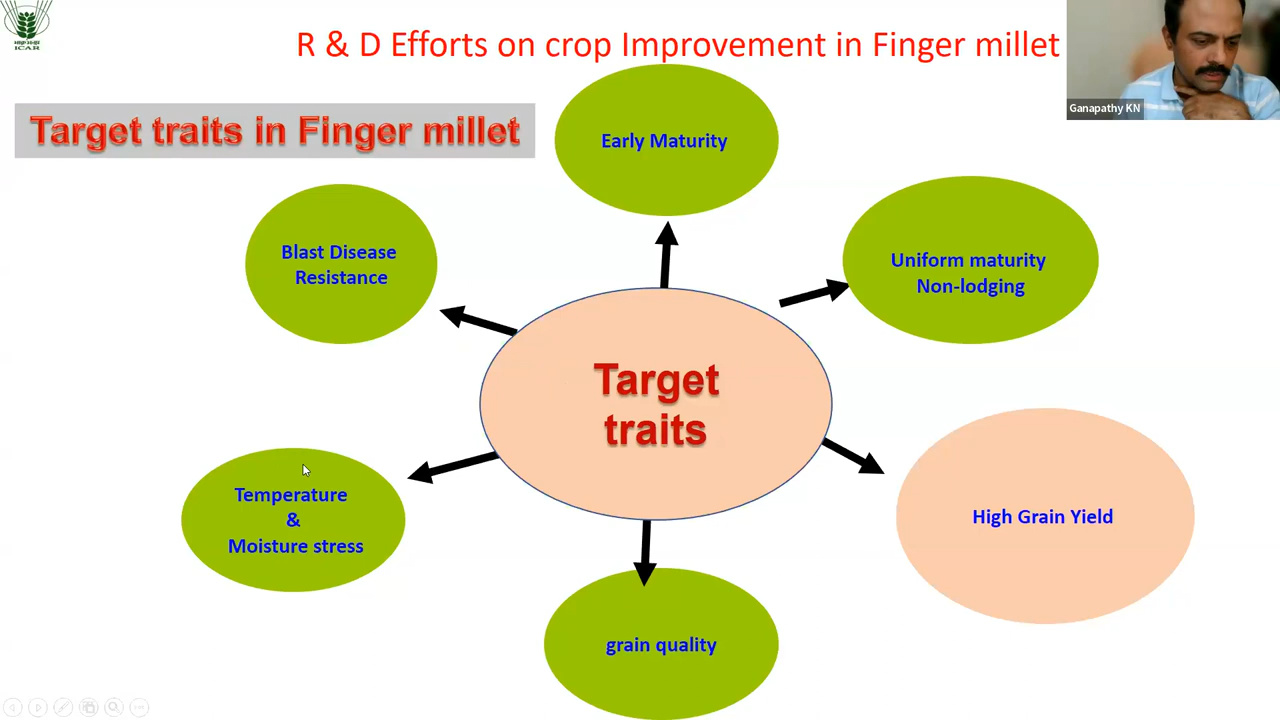 R & D Efforts on crop Improvement in Finger millet
ICAR
Ganapathy KN
Target traits in Finger millet
Early Maturity
Blast Disease
Resistance
Uniform maturity
Non-lodging
Target
traits
Temperature
&
Moisture stress
High Grain Yield
grain quality